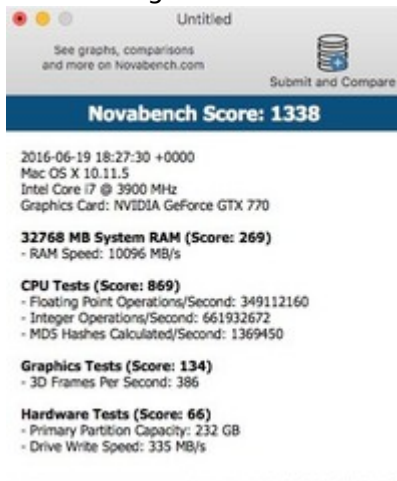 Untitled
See graphs, comparisons
and more on Novabench.com
Submit and Compare
Novabench Score: 1338
2016-06-19 18:27:30 +0000
Mac OS X 10.11.5
Intel Core i7 @ 3900 MHz
Graphics Card: NVIDIA GeForce GTX 770
32768 MB System RAM (Score: 269)
- RAM Speed: 10096 MB/s
CPU Tests (Score: 869)
- Floating Point Operations/Second: 349112160
- Integer Operations/Second: 661932672
- MD5 Hashes Calculated/Second: 1369450
Graphics Tests (Score: 134)
- 3D Frames Per Second: 386
Hardware Tests (Score: 66)
- Primary Partition Capacity: 232 GB
- Drive Write Speed: 335 MB/s